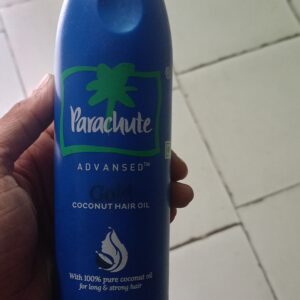 Parachute
ADVANSED™
Gold
COCONUT HAIR OIL
With 100% pure coconut oil
for long & strong hair